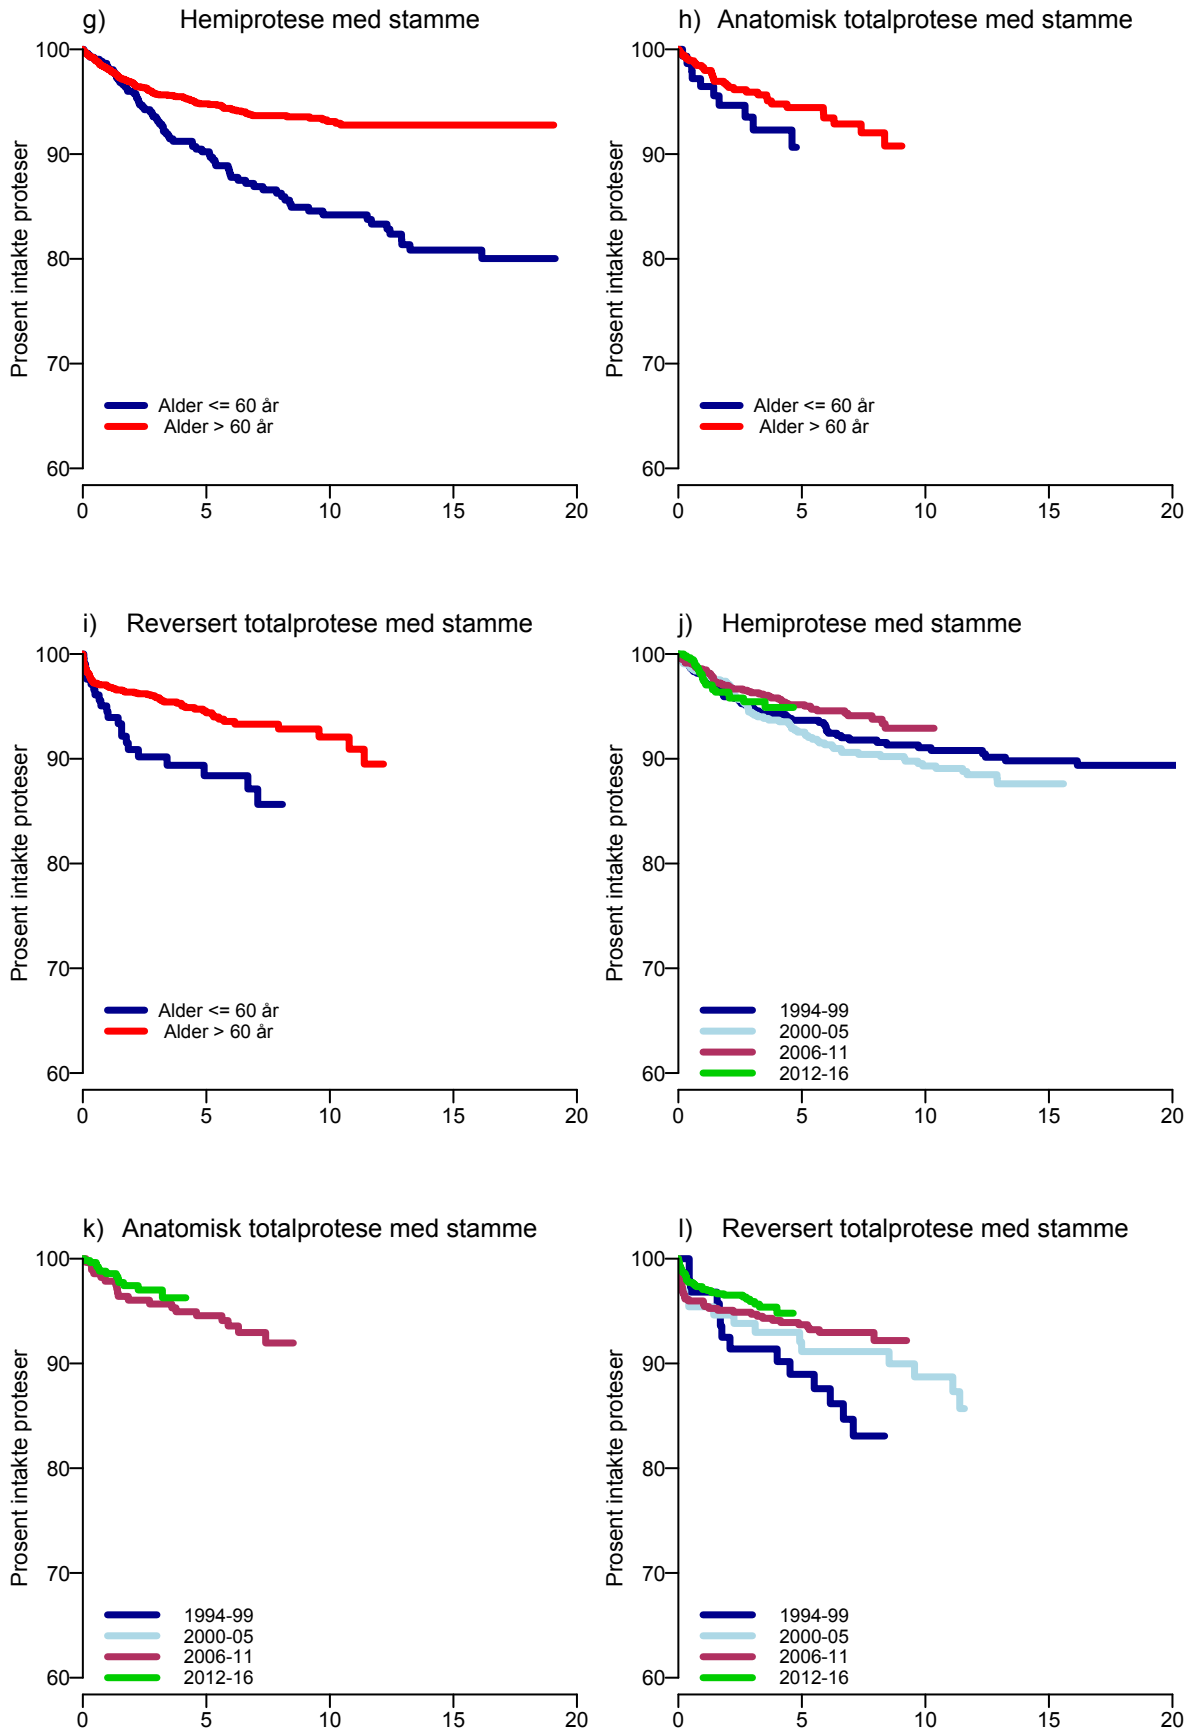 g) Hemiprotese med stamme
100
90
80
70
60
Prosent intakte proteser
Alder <= 60 år
Alder > 60 år
0 5 10 15 20
h) Anatomisk totalprotese med stamme
100
90
80
70
60
Prosent intakte proteser
Alder <= 60 år
Alder > 60 år
0 5 10 15 20
i) Reversert totalprotese med stamme
100
90
80
70
60
Prosent intakte proteser
Alder <= 60 år
Alder > 60 år
0 5 10 15 20
j) Hemiprotese med stamme
100
90
80
70
60
Prosent intakte proteser
1994-99
2000-05
2006-11
2012-16
0 5 10 15 20
k) Anatomisk totalprotese med stamme
100
90
80
70
60
Prosent intakte proteser
1994-99
2000-05
2006-11
2012-16
0 5 10 15 20
l) Reversert totalprotese med stamme
100
90
80
70
60
Prosent intakte proteser
1994-99
2000-05
2006-11
2012-16
0 5 10 15 20